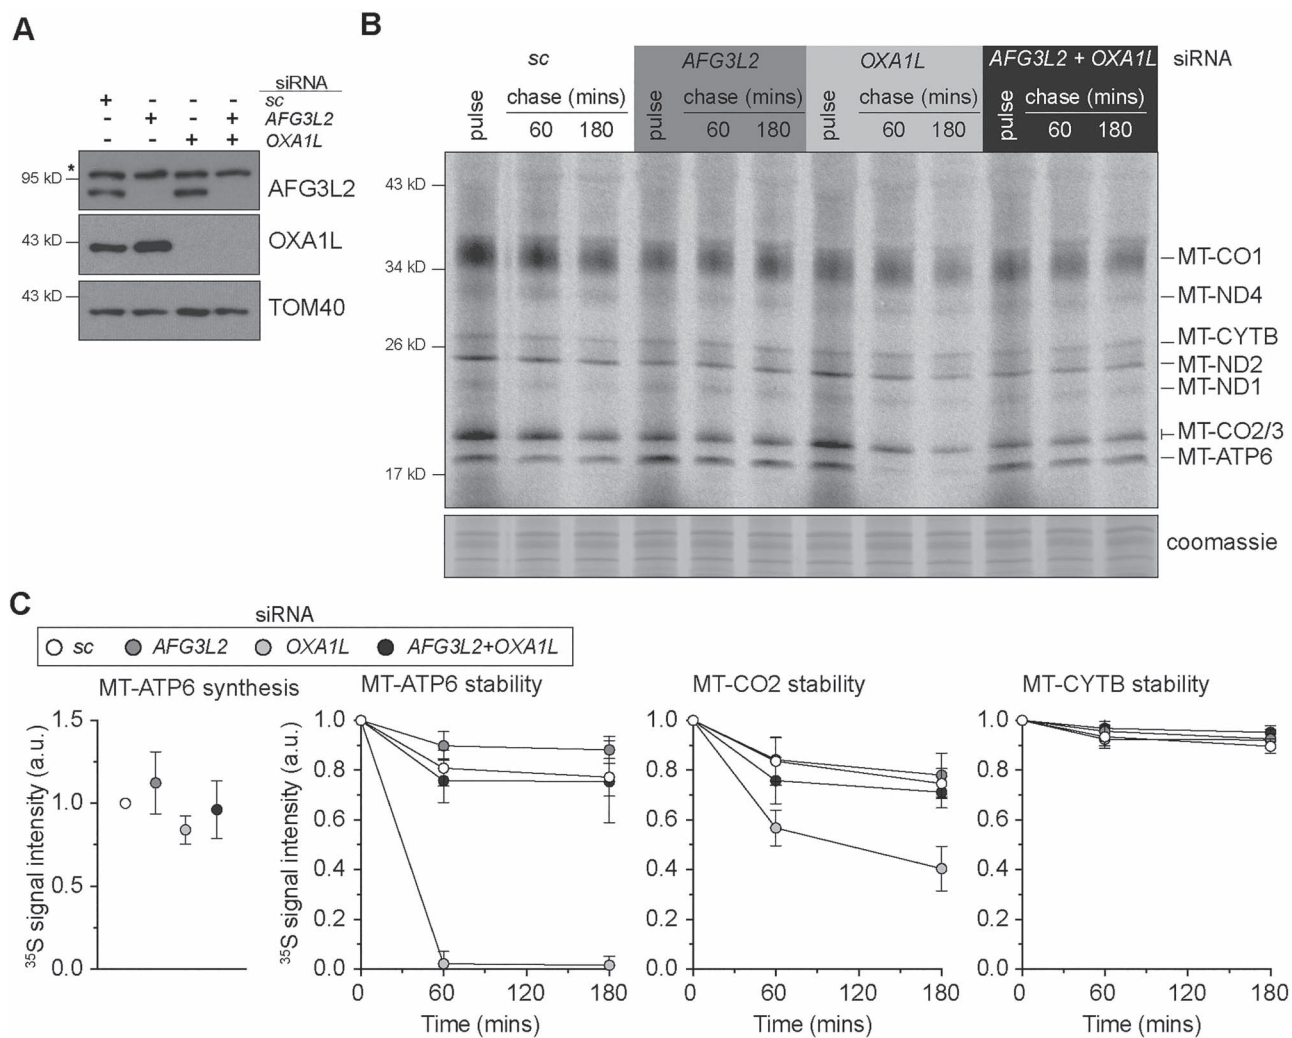 A
siRNA
+ - - - sc
- + - + AFG3L2
- - + + OXA1L
*
95 kD
AFG3L2
43 kD
OXA1L
43 kD
TOM40
B
sc AFG3L2 OXA1L AFG3L2 + OXA1L siRNA
pulse chase (mins) pulse chase (mins) pulse chase (mins) pulse chase (mins)
60 180 60 180 60 180 60 180
43 kD
34 kD
26 kD
17 kD
MT-CO1
MT-ND4
MT-CYTB
MT-ND2
MT-ND1
MT-CO2/3
MT-ATP6
coomassie
C
siRNA
sc AFG3L2 OXA1L AFG3L2+OXA1L
MT-ATP6 synthesis
35S signal intensity (a.u.)
1.5
1.0
0.5
0.0
MT-ATP6 stability
35S signal intensity (a.u.)
1.0
0.8
0.6
0.4
0.2
0.0
0 60 120 180
Time (mins)
MT-CO2 stability
1.0
0.8
0.6
0.4
0.2
0.0
0 60 120 180
Time (mins)
MT-CYTB stability
1.0
0.8
0.6
0.4
0.2
0.0
0 60 120 180
Time (mins)